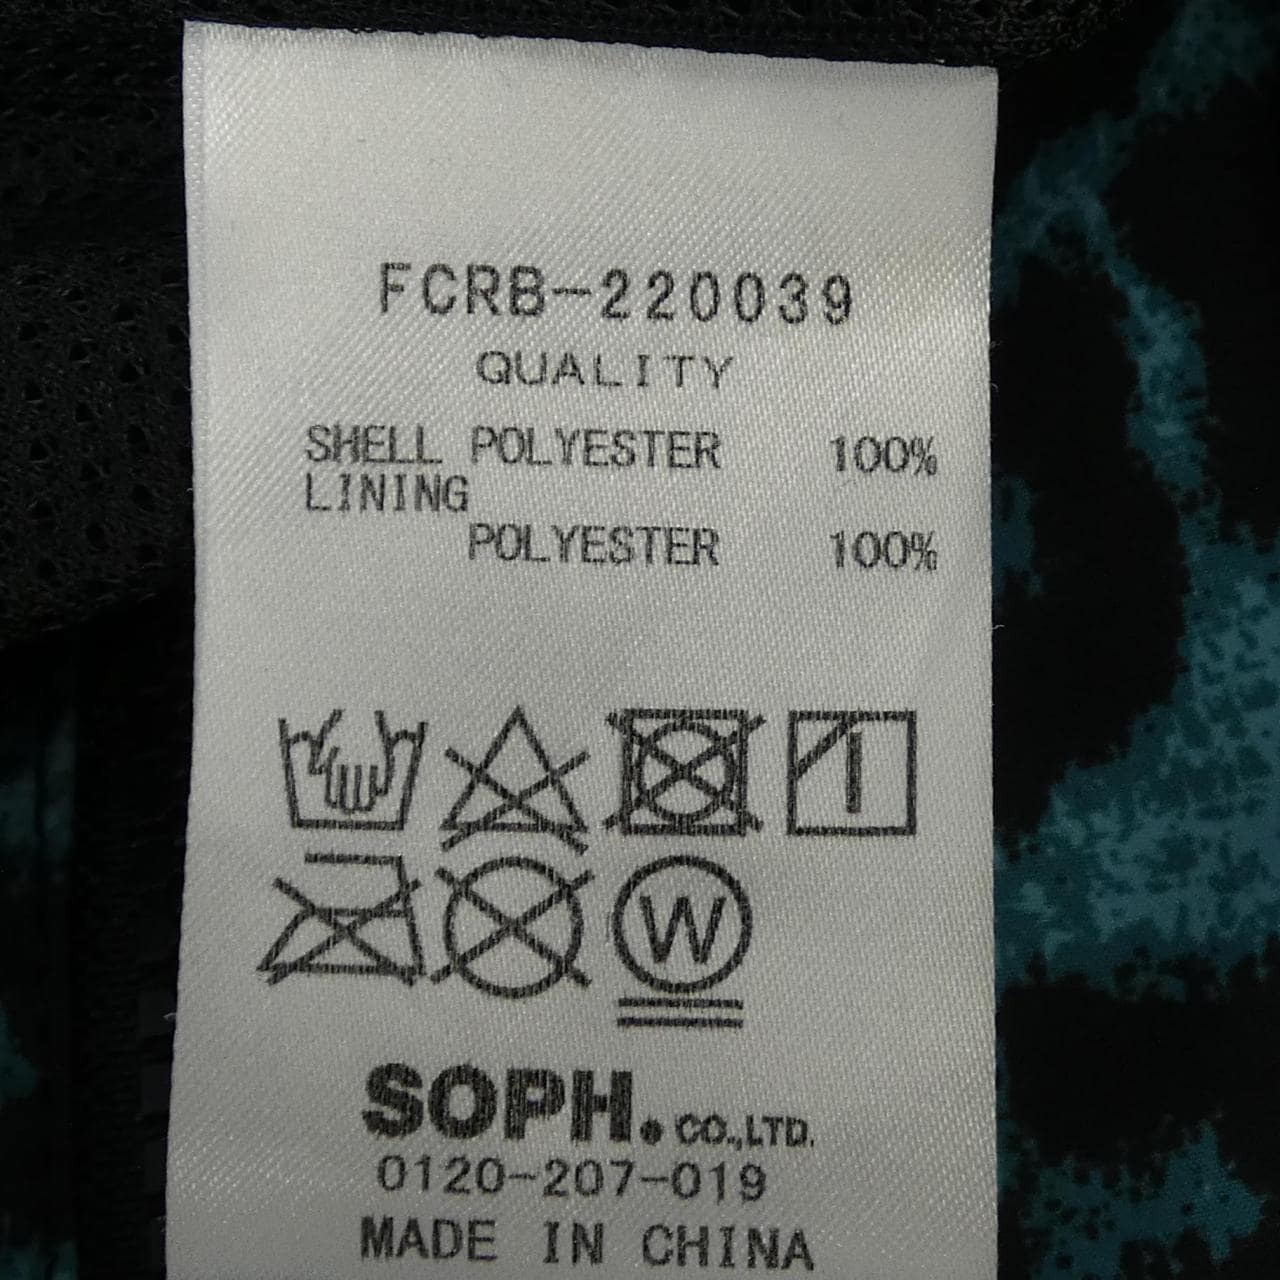 FCRB-220039
QUALITY
SHELL POLYESTER 100%
LINING
POLYESTER 100%
W
SOPH. CO.,LTD.
0120-207-019
MADE IN CHINA